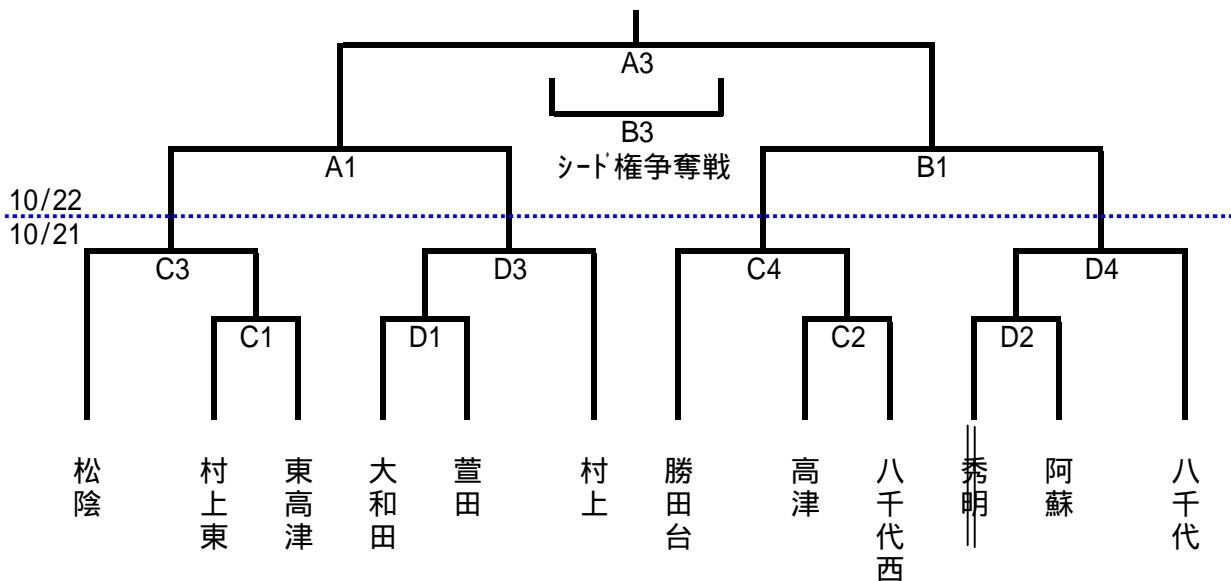 A3
B3
ｼｰﾄﾞ権争奪戦
A1
B1
10/22
10/21
C3
D3
C4
D4
C1
D1
C2
D2
松陰
村上東
東高津
大和田
萱田
村上
勝田台
高津
八千代西
秀明
阿蘇
八千代